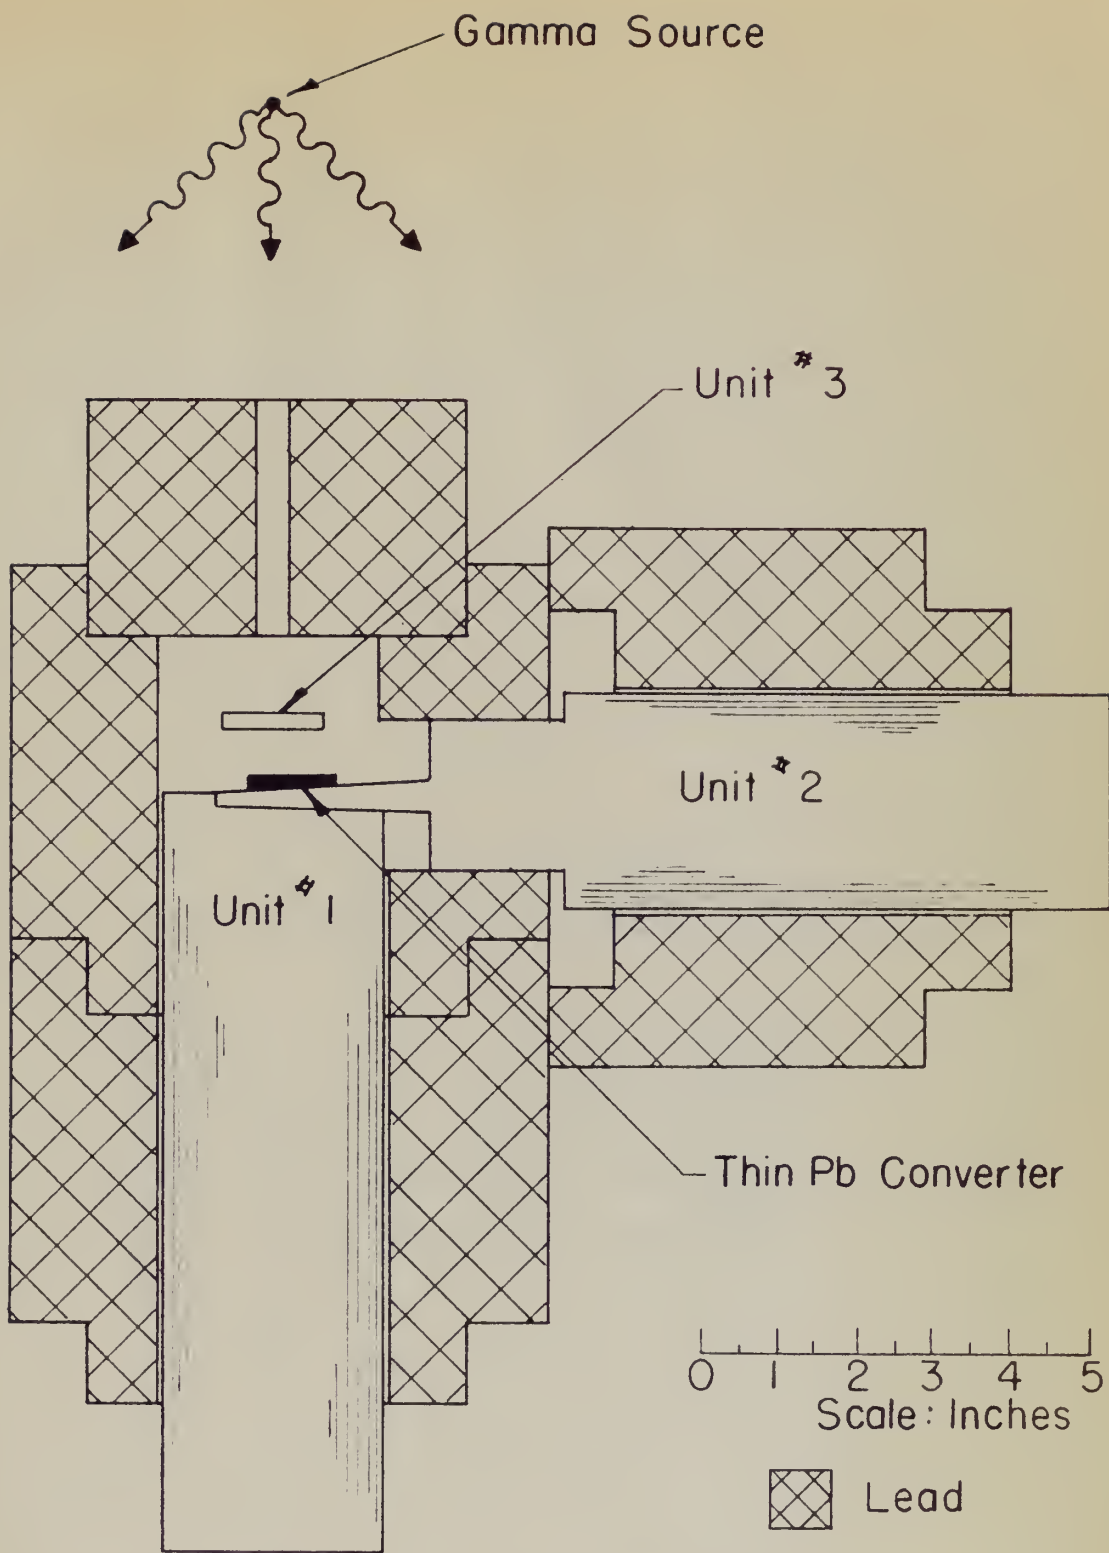 Gamma Source
Unit #3
Unit #2
Unit #1
Thin Pb Converter
0 1 2 3 4 5
Scale: Inches
Lead